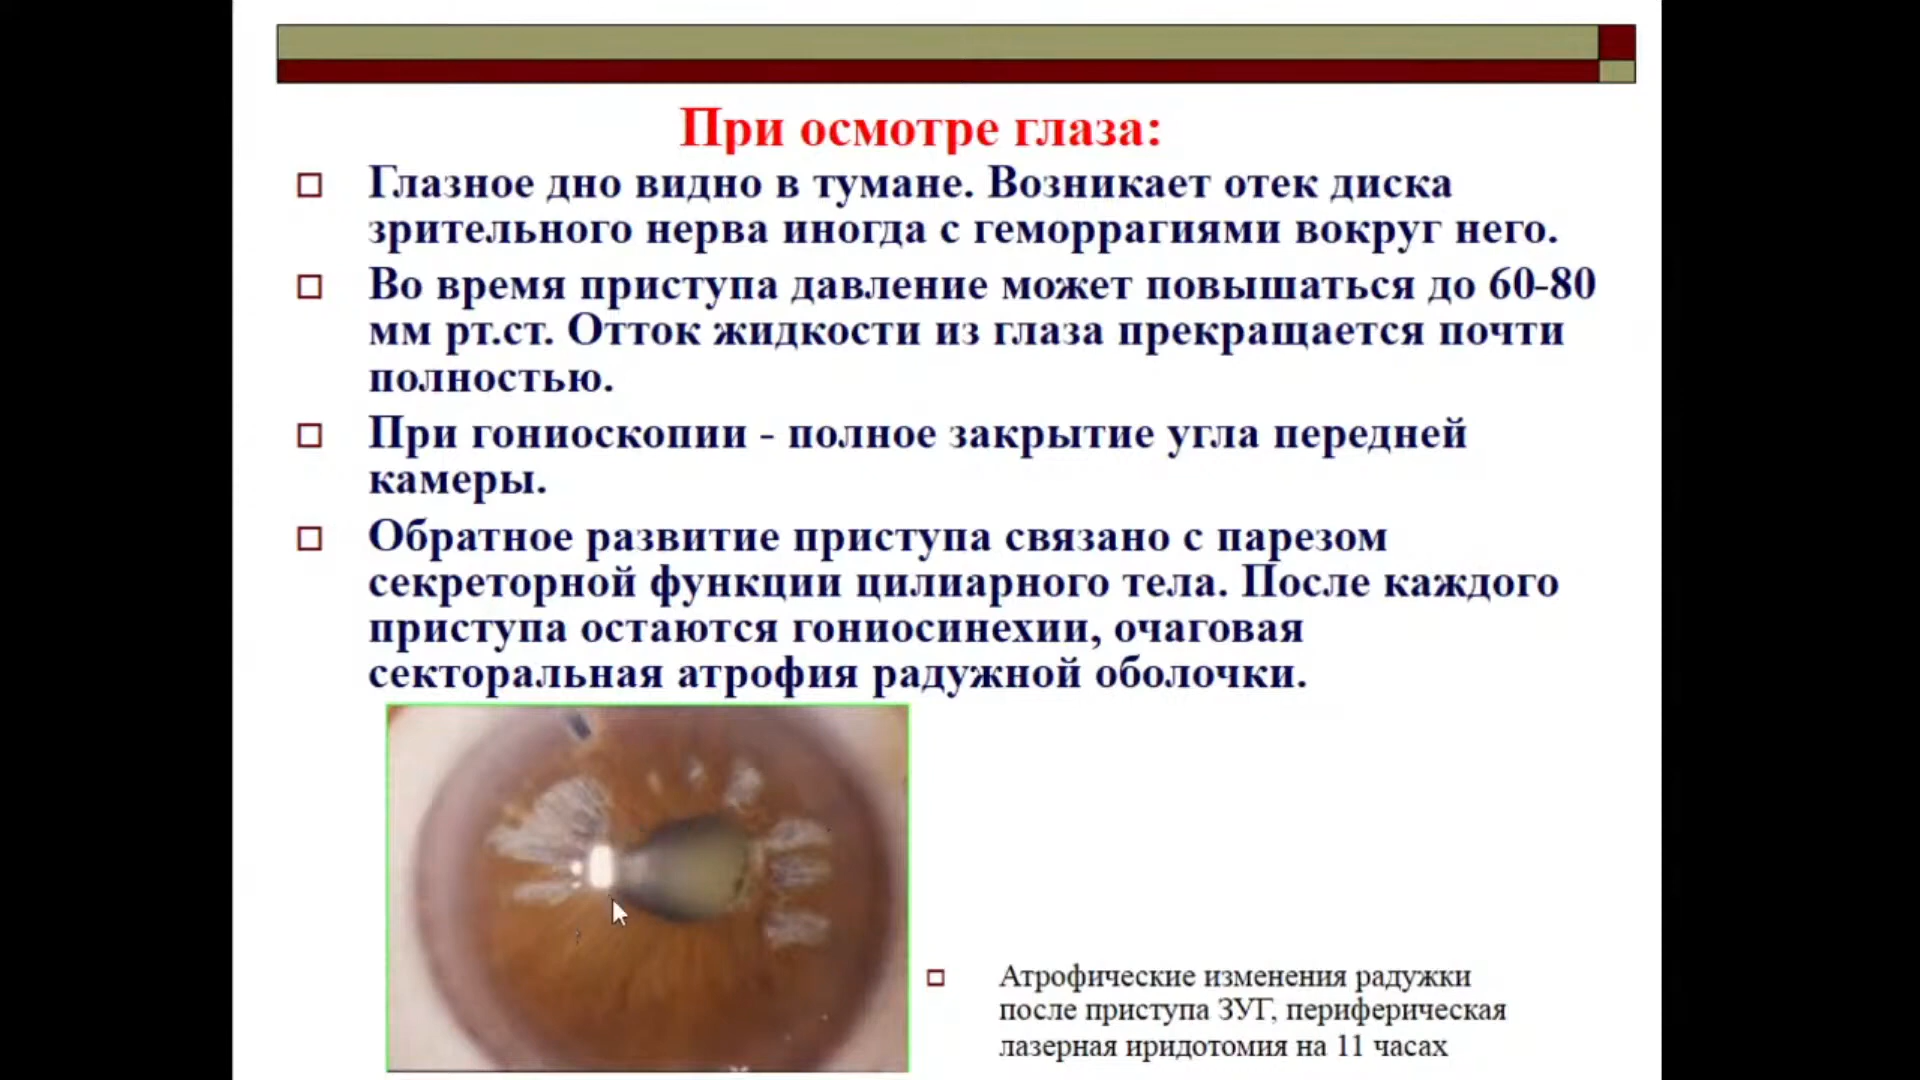 При осмотре глаза:
Глазное дно видно в тумане. Возникает отек диска
зрительного нерва иногда с геморрагиями вокруг него.
Во время приступа давление может повышаться до 60-80
мм рт.ст. Отток жидкости из глаза прекращается почти
полностью.
При гониоскопии - полное закрытие угла передней
камеры.
Обратное развитие приступа связано с парезом
секреторной функции цилиарного тела. После каждого
приступа остаются гониосинехии, очаговая
секторальная атрофия радужной оболочки.
Атрофические изменения радужки
после приступа ЗУГ, периферическая
лазерная иридотомия на 11 часах